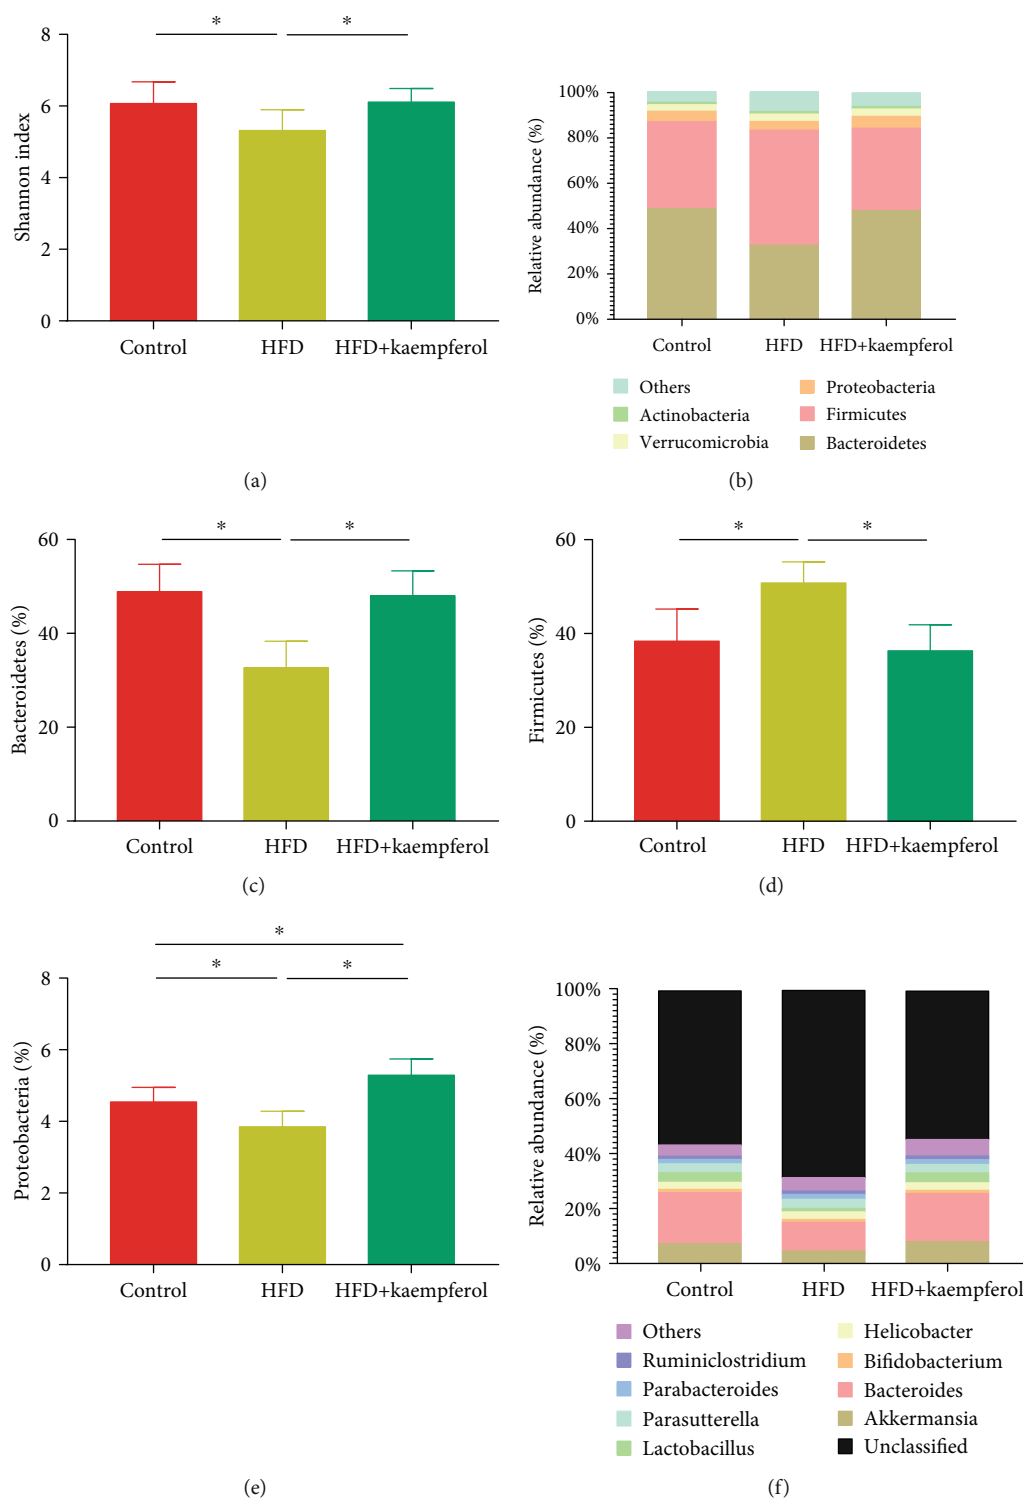 8
6
4
2
0
Shannon index
*
*
Control
HFD
HFD+kaempferol
(a)
100%
80%
60%
40%
20%
0%
Relative abundance (%)
Control
HFD
HFD+kaempferol
Others
Proteobacteria
Actinobacteria
Firmicutes
Verrucomicrobia
Bacteroidetes
(b)
60
40
20
0
Bacteroidetes (%)
*
*
Control
HFD
HFD+kaempferol
(c)
60
40
20
0
Firmicutes (%)
*
*
Control
HFD
HFD+kaempferol
(d)
8
6
4
2
0
Proteobacteria (%)
*
*
*
Control
HFD
HFD+kaempferol
(e)
100%
80%
60%
40%
20%
0%
Relative abundance (%)
Control
HFD
HFD+kaempferol
Others
Helicobacter
Ruminiclostridium
Bifidobacterium
Parabacteroides
Bacteroides
Parasutterella
Akkermansia
Lactobacillus
Unclassified
(f)